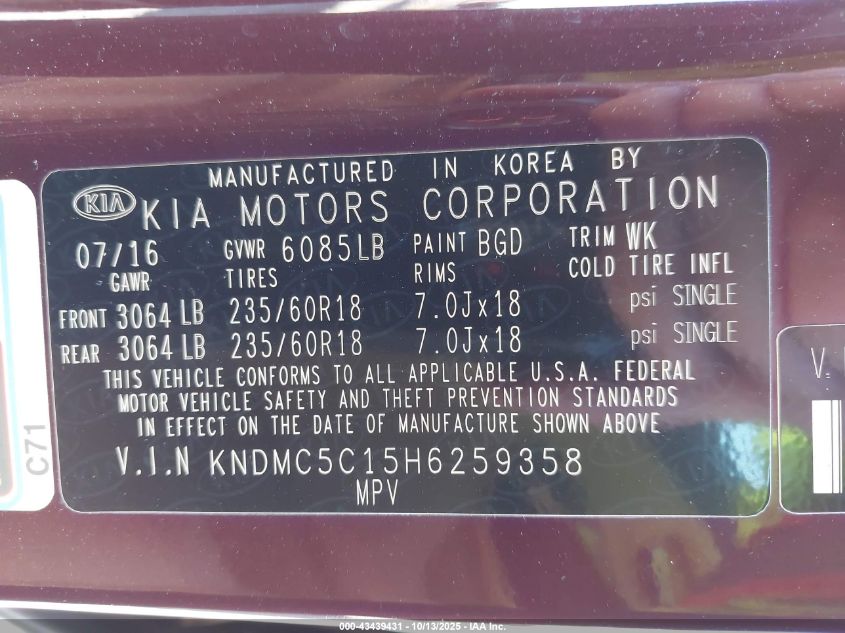 MANUFACTURED IN KOREA BY
KIA KIA MOTORS CORPORATION
07/16 GVWR 6085LB PAINT BGD TRIM WK
GAWR TIRES RIMS COLD TIRE INFL
FRONT 3064 LB 235/60R18 7.0Jx18 psi SINGLE
REAR 3064 LB 235/60R18 7.0Jx18 psi SINGLE
THIS VEHICLE CONFORMS TO ALL APPLICABLE U.S.A. FEDERAL
MOTOR VEHICLE SAFETY AND THEFT PREVENTION STANDARDS
IN EFFECT ON THE DATE OF MANUFACTURE SHOWN ABOVE
V.I.N KNDMC5C15H6259358
MPV
C71
V.
000-43439431 - 10/13/2025 - IAA Inc.